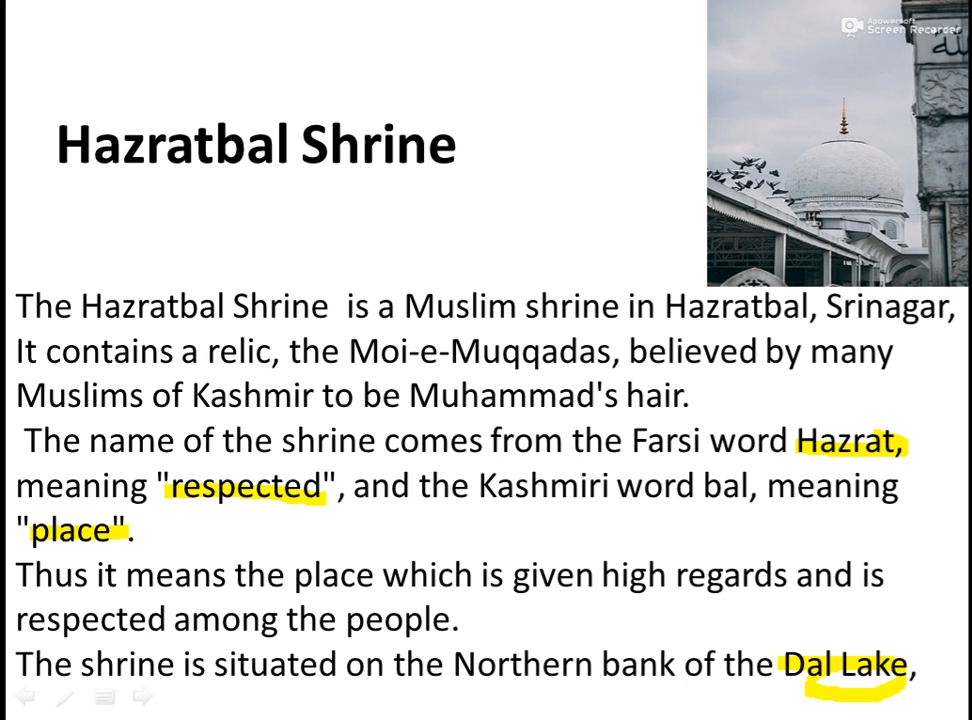 Apowersoft
Screen Recorder
Hazratbal Shrine
The Hazratbal Shrine is a Muslim shrine in Hazratbal, Srinagar,
It contains a relic, the Moi-e-Muqqadas, believed by many
Muslims of Kashmir to be Muhammad's hair.
The name of the shrine comes from the Farsi word Hazrat,
meaning "respected", and the Kashmiri word bal, meaning
"place".
Thus it means the place which is given high regards and is
respected among the people.
The shrine is situated on the Northern bank of the Dal Lake,